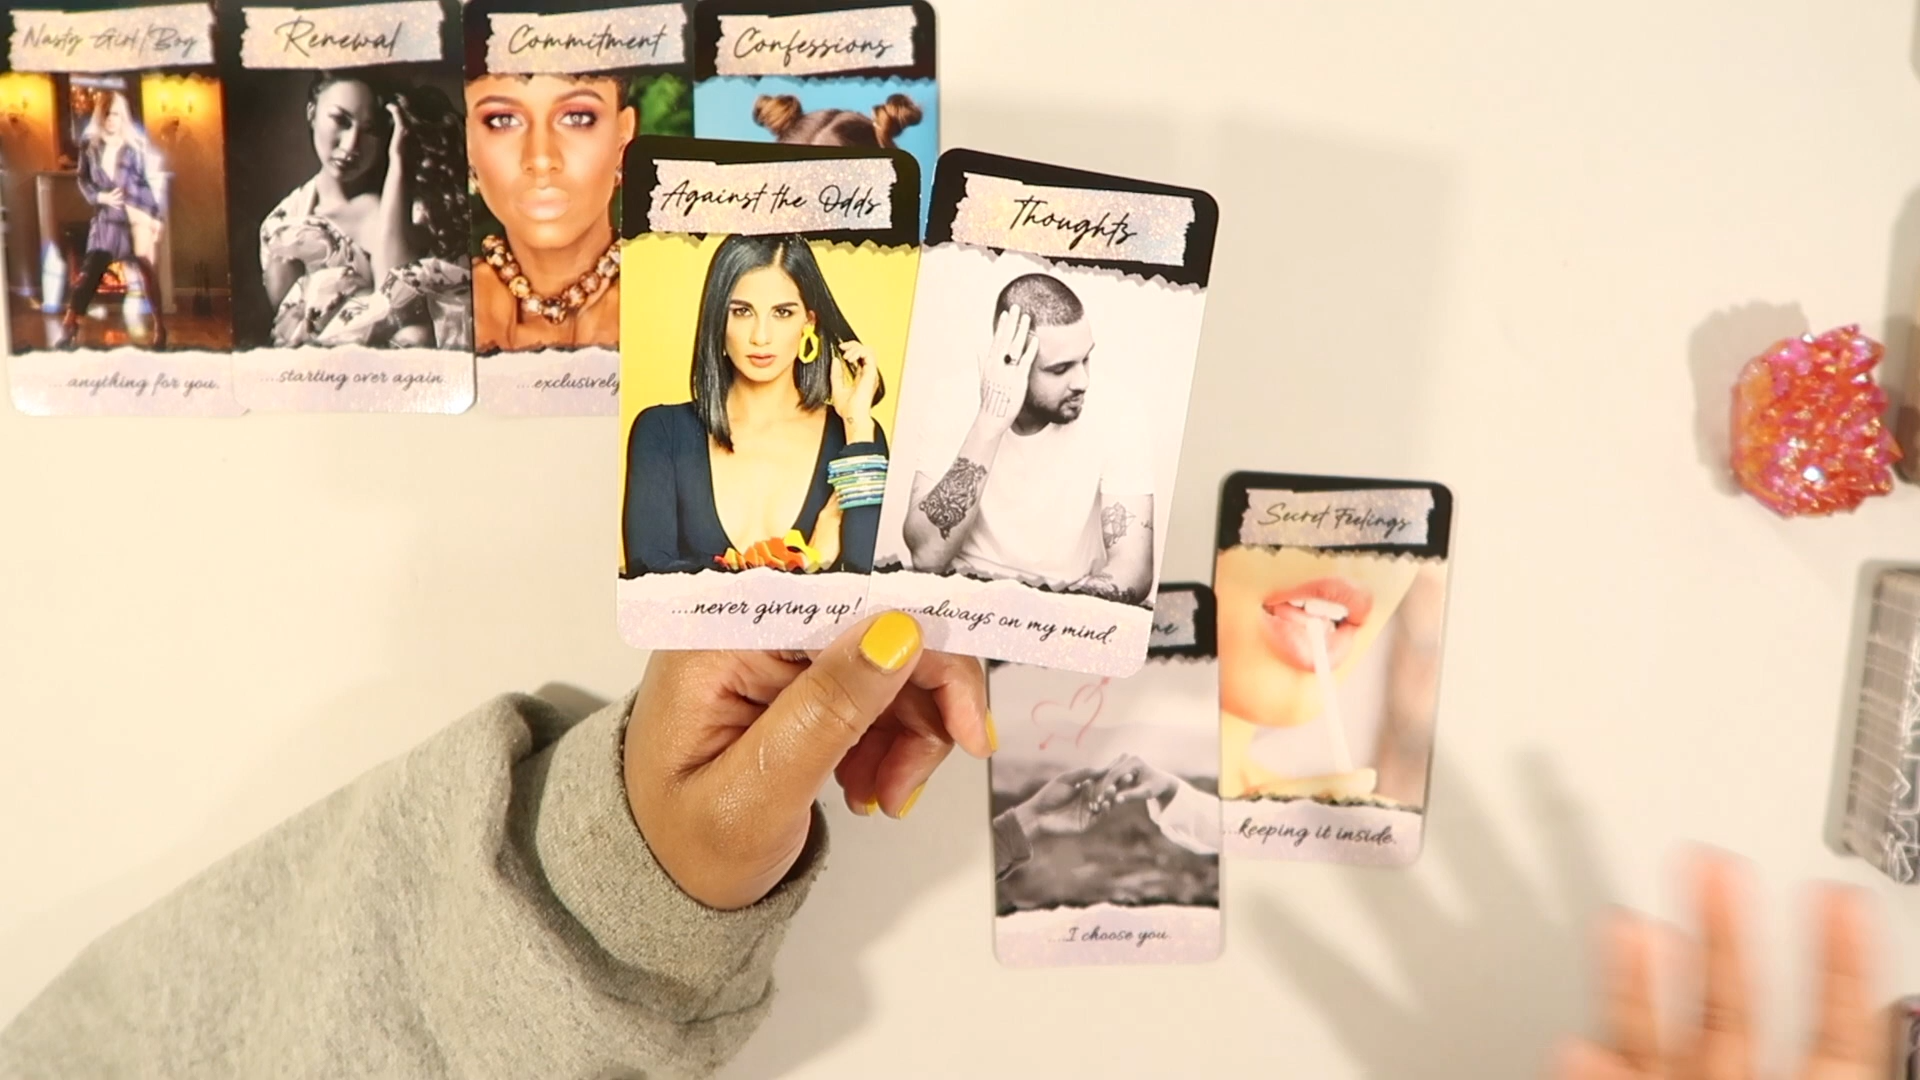 Nasty Girl/Boy
Renewal
Commitment
Confessions
...anything for you.
...starting over again.
...exclusively
Against the Odds
Thoughts
....never giving up!
....always on my mind.
Secret Feelings
...keeping it inside.
...I choose you.